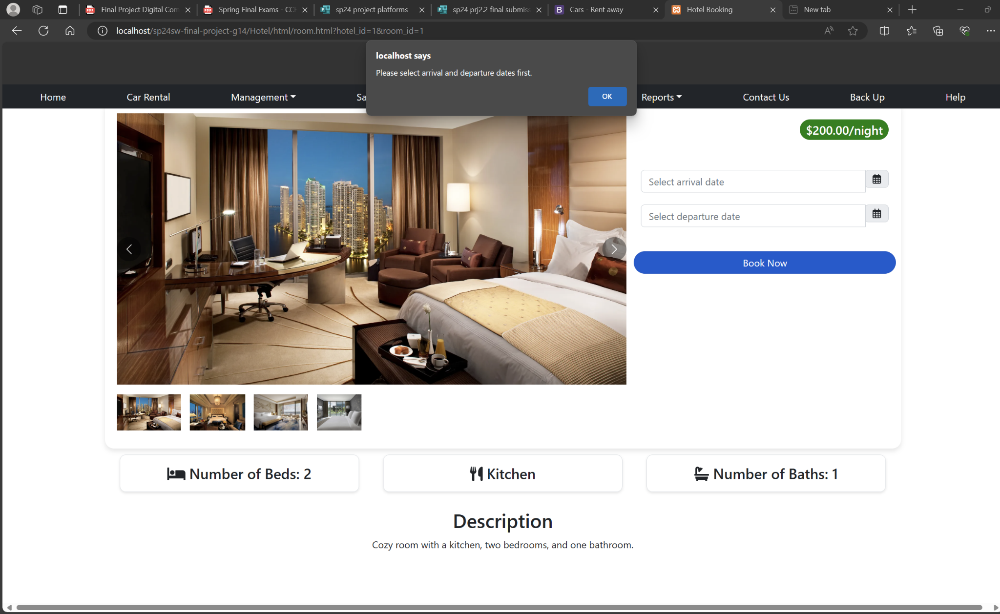 Final Project Digital Com
Spring Final Exams - CCE
sp24 project platforms
sp24 prj2.2 final submiss
Cars - Rent away
Hotel Booking
New tab
localhost/sp24sw-final-project-g14/Hotel/html/room.html?hotel_id=1&room_id=1
localhost says
Please select arrival and departure dates first.
OK
Home
Car Rental
Management
Sa
Reports
Contact Us
Back Up
Help
$200.00/night
Select arrival date
Select departure date
Book Now
Number of Beds: 2
Kitchen
Number of Baths: 1
Description
Cozy room with a kitchen, two bedrooms, and one bathroom.